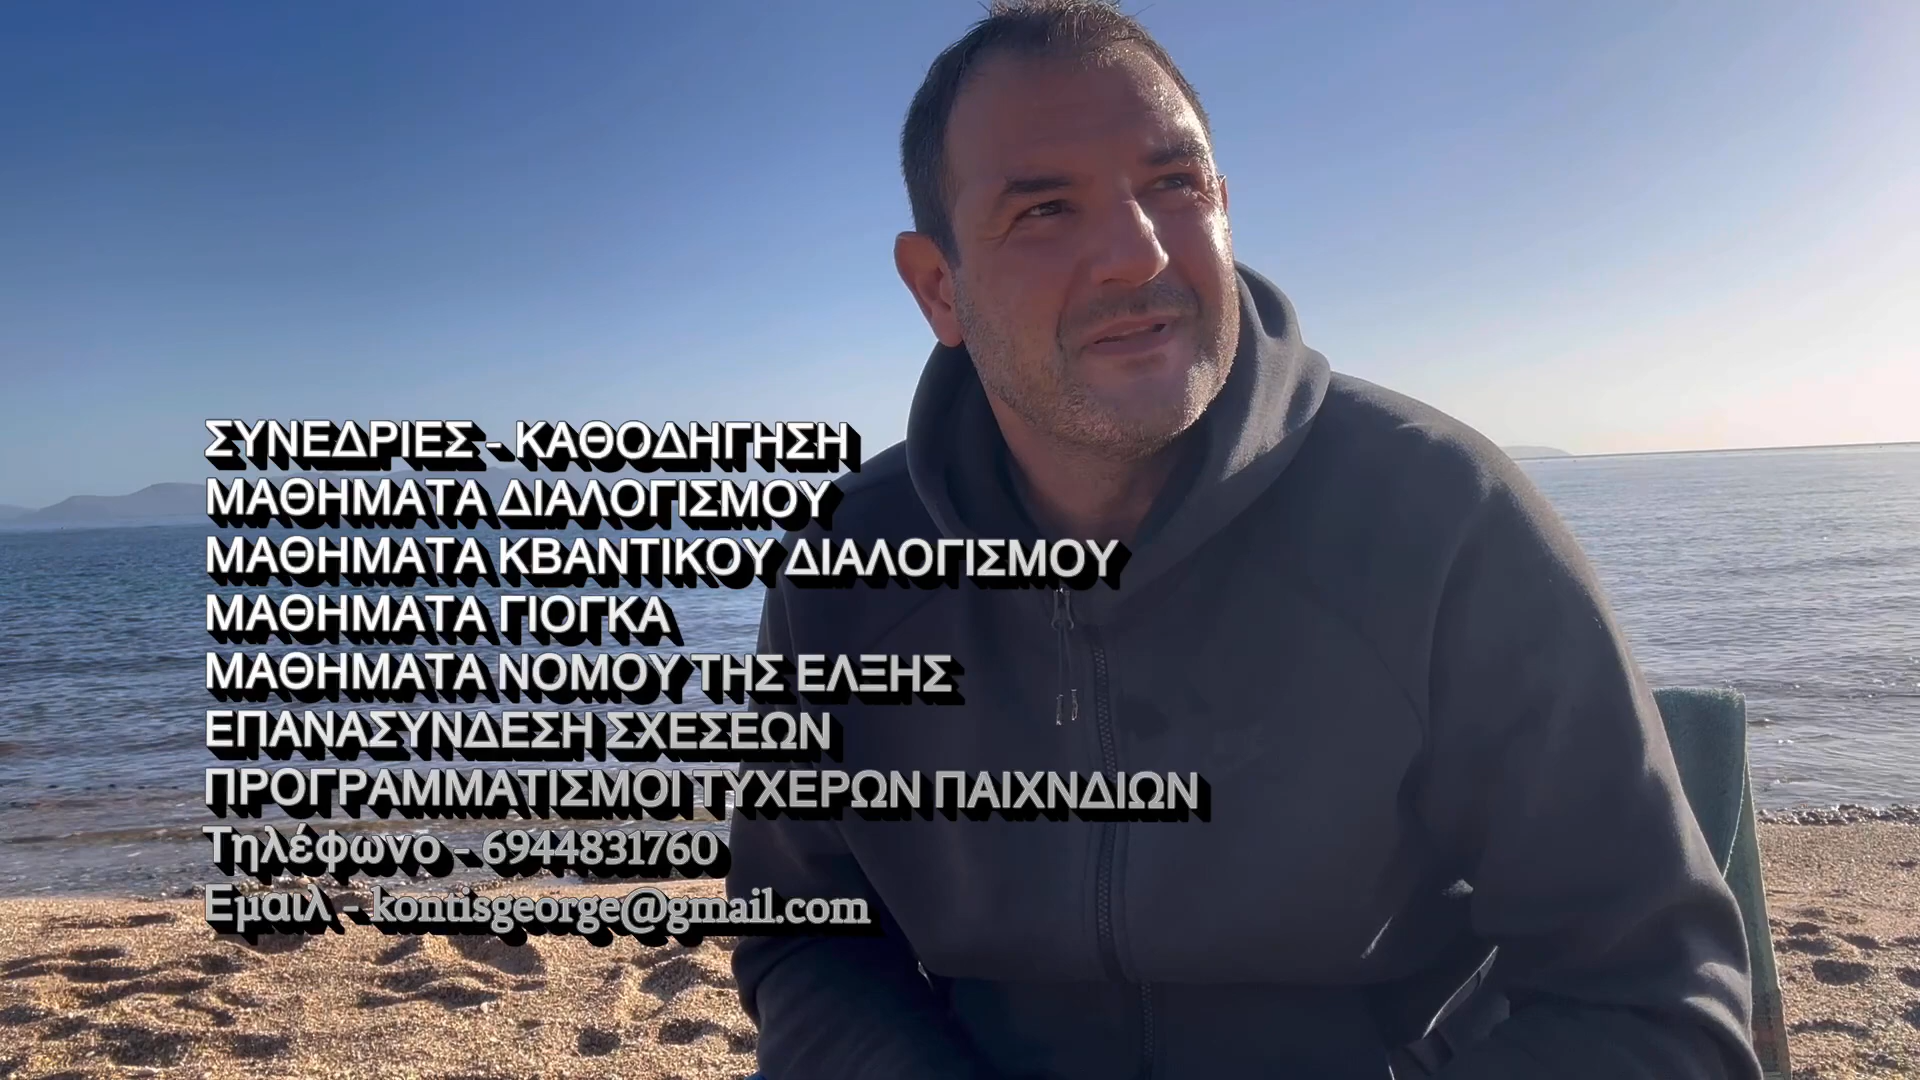 ΣΥΝΕΔΡΙΕΣ - ΚΑΘΟΔΗΓΗΣΗ
ΜΑΘΗΜΑΤΑ ΔΙΑΛΟΓΙΣΜΟΥ
ΜΑΘΗΜΑΤΑ ΚΒΑΝΤΙΚΟΥ ΔΙΑΛΟΓΙΣΜΟΥ
ΜΑΘΗΜΑΤΑ ΓΙΟΓΚΑ
ΜΑΘΗΜΑΤΑ ΝΟΜΟΥ ΤΗΣ ΕΛΞΗΣ
ΕΠΑΝΑΣΥΝΔΕΣΗ ΣΧΕΣΕΩΝ
ΠΡΟΓΡΑΜΜΑΤΙΣΜΟΙ ΤΥΧΕΡΩΝ ΠΑΙΧΝΔΙΩΝ
Τηλέφωνο - 6944831760
Εμαιλ - kontisgeorge@gmail.com